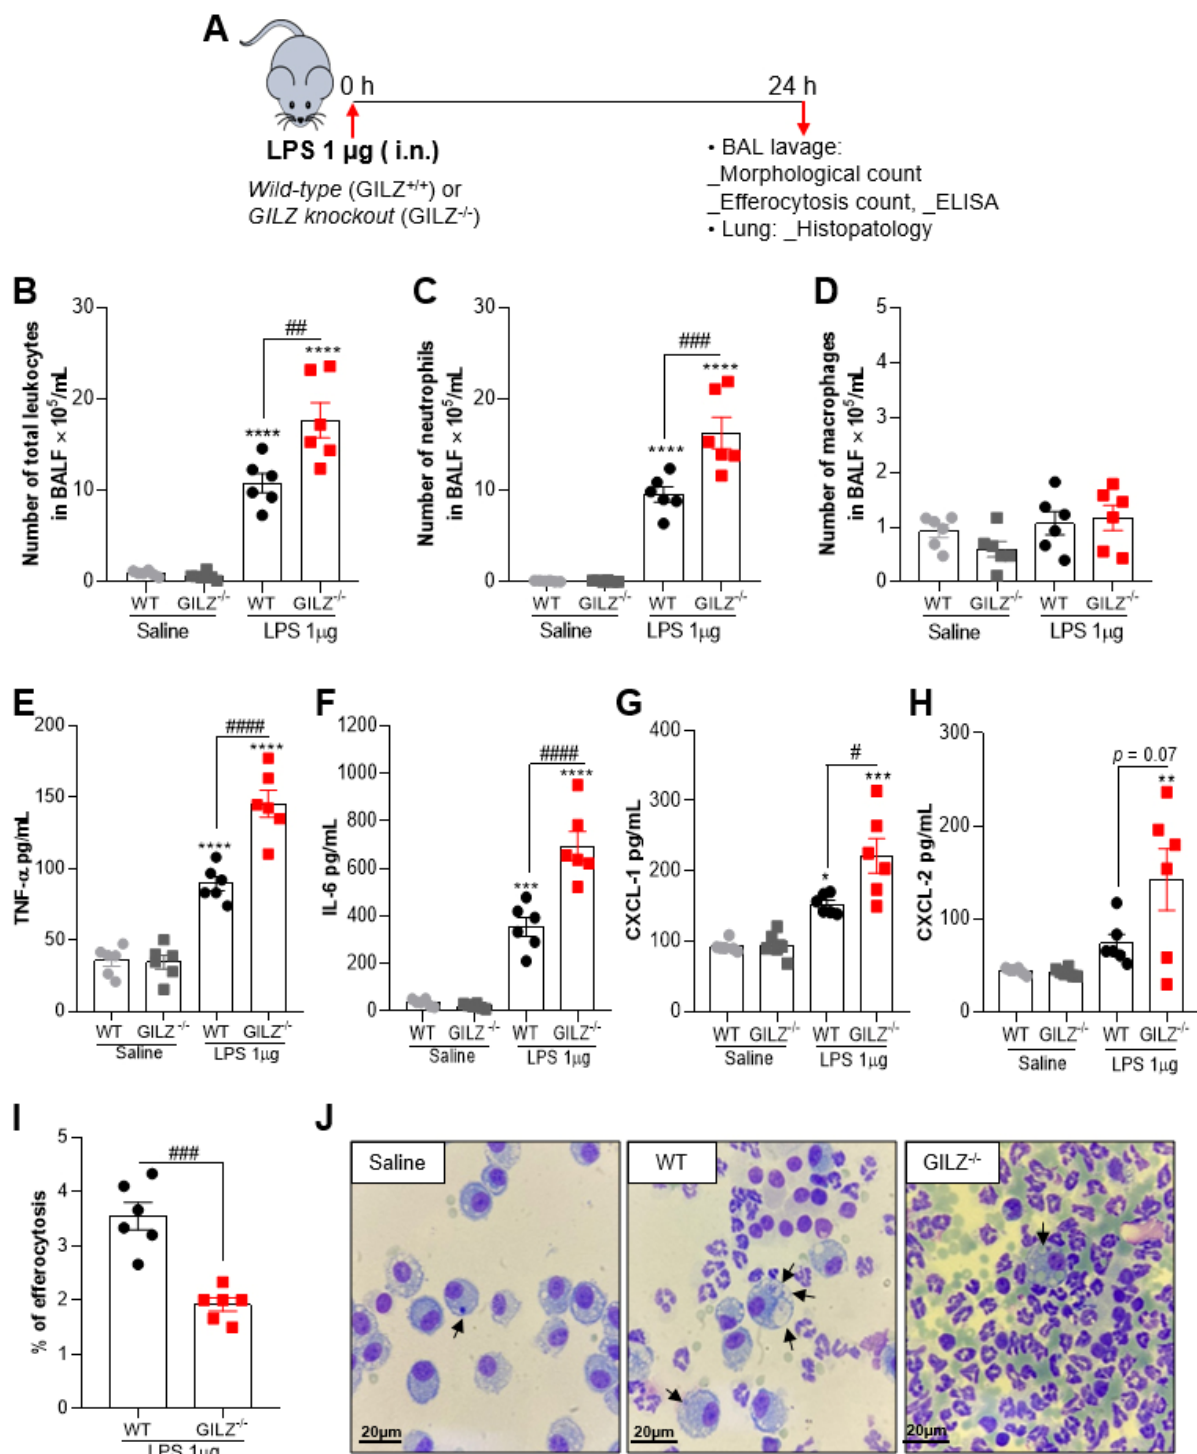 A
0 h
24 h
LPS 1 µg ( i.n.)
Wild-type (GILZ+/+) or
GILZ knockout (GILZ-/-)
• BAL lavage:
_Morphological count
_Efferocytosis count, _ELISA
• Lung: _Histopatology
B
Number of total leukocytes
in BALF × 10⁵/mL
30
20
10
0
##
****
****
WT
GILZ-/-
WT
GILZ-/-
Saline
LPS 1µg
C
Number of neutrophils
in BALF × 10⁵/mL
30
20
10
0
###
****
****
WT
GILZ-/-
WT
GILZ-/-
Saline
LPS 1µg
D
Number of macrophages
in BALF × 10⁵/mL
5
4
3
2
1
0
WT
GILZ-/-
WT
GILZ-/-
Saline
LPS 1µg
E
TNF-α pg/mL
200
150
100
50
0
####
****
****
WT
GILZ-/-
WT
GILZ-/-
Saline
LPS 1µg
F
IL-6 pg/mL
1200
1000
800
600
400
200
0
####
****
***
WT
GILZ-/-
WT
GILZ-/-
Saline
LPS 1µg
G
CXCL-1 pg/mL
400
300
200
100
0
#
***
*
WT
GILZ-/-
WT
GILZ-/-
Saline
LPS 1µg
H
CXCL-2 pg/mL
300
200
100
0
p = 0.07
**
WT
GILZ-/-
WT
GILZ-/-
Saline
LPS 1µg
I
% of efferocytosis
5
4
3
2
1
0
###
WT
GILZ-/-
LPS 1µg
J
Saline
20µm
WT
20µm
GILZ-/-
20µm